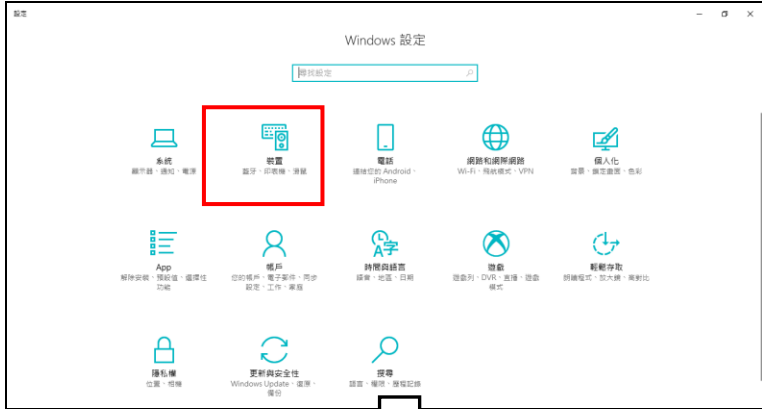 設定
Windows 設定
尋找設定
系統
顯示器、通知、電源
裝置
藍牙、印表機、滑鼠
電話
連結您的 Android、
iPhone
網路和網際網路
Wi-Fi、飛航模式、VPN
個人化
背景、鎖定畫面、色彩
App
解除安裝、預設值、選擇性
功能
帳戶
您的帳戶、電子郵件、同步
設定、工作、家庭
時間與語言
語音、地區、日期
遊戲
遊戲列、DVR、直播、遊戲
模式
輕鬆存取
朗讀程式、放大鏡、高對比
隱私權
位置、相機
更新與安全性
Windows Update、復原、
備份
搜尋
語言、權限、歷程記錄